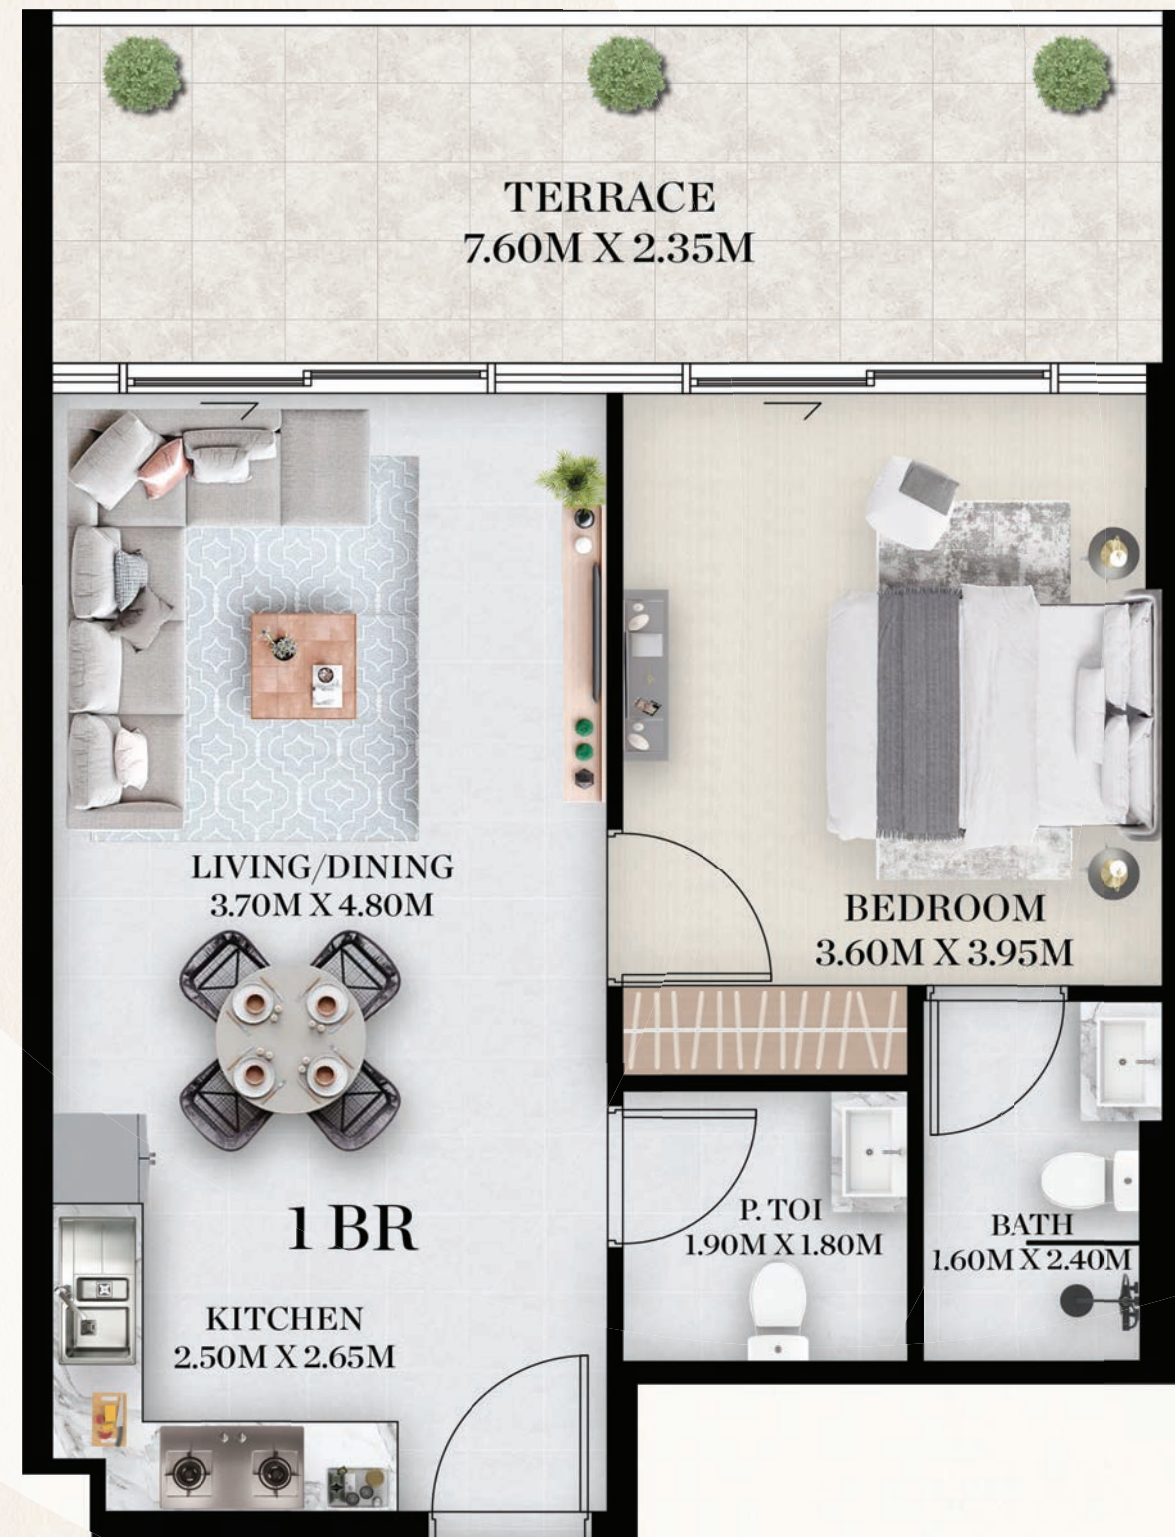 TERRACE
7.60M X 2.35M
LIVING/DINING
3.70M X 4.80M
BEDROOM
3.60M X 3.95M
1 BR
P. TOI
1.90M X 1.80M
BATH
1.60M X 2.40M
KITCHEN
2.50M X 2.65M